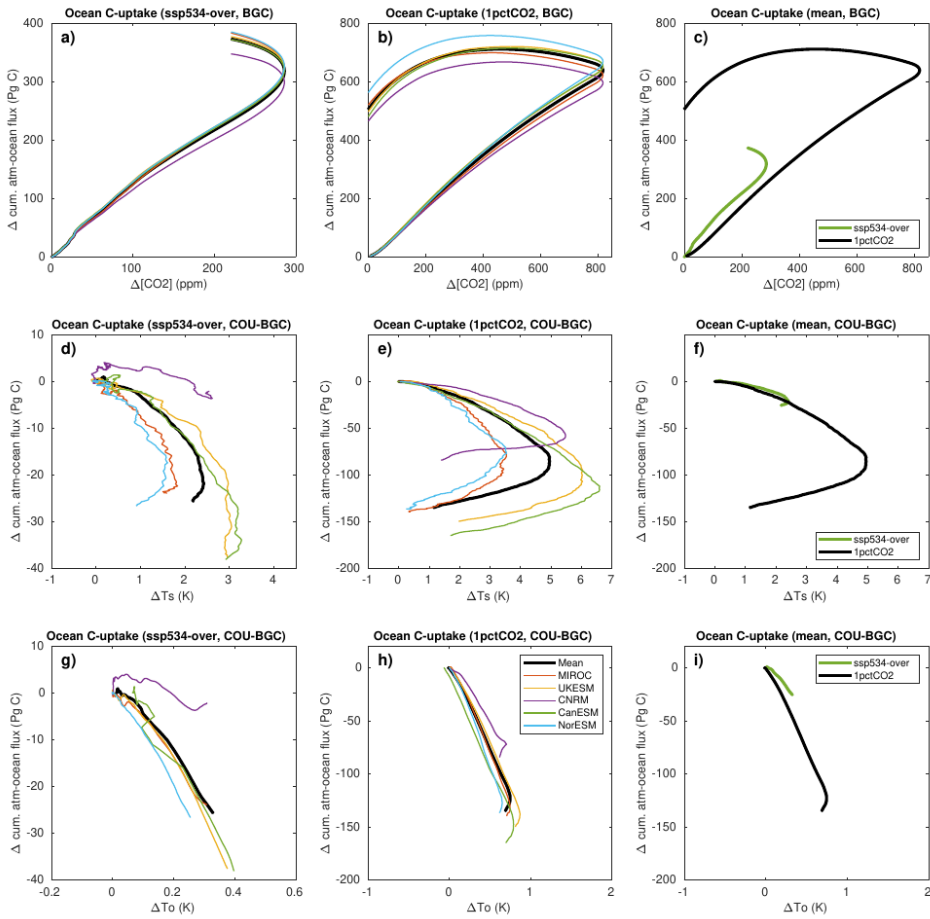 Ocean C-uptake (ssp534-over, BGC)
a)
400
300
200
100
0
0
100
200
300
Δ cum. atm-ocean flux (Pg C)
Δ[CO2] (ppm)
Ocean C-uptake (1pctCO2, BGC)
b)
800
600
400
200
0
0
200
400
600
800
Δ cum. atm-ocean flux (Pg C)
Δ[CO2] (ppm)
Ocean C-uptake (mean, BGC)
c)
800
600
400
200
0
0
200
400
600
800
Δ cum. atm-ocean flux (Pg C)
Δ[CO2] (ppm)
ssp534-over
1pctCO2
Ocean C-uptake (ssp534-over, COU-BGC)
d)
10
0
-10
-20
-30
-40
-1
0
1
2
3
4
Δ cum. atm-ocean flux (Pg C)
ΔTs (K)
Ocean C-uptake (1pctCO2, COU-BGC)
e)
50
0
-50
-100
-150
-200
-1
0
1
2
3
4
5
6
7
Δ cum. atm-ocean flux (Pg C)
ΔTs (K)
Ocean C-uptake (mean, COU-BGC)
f)
50
0
-50
-100
-150
-200
-1
0
1
2
3
4
5
6
7
Δ cum. atm-ocean flux (Pg C)
ΔTs (K)
ssp534-over
1pctCO2
Ocean C-uptake (ssp534-over, COU-BGC)
g)
10
0
-10
-20
-30
-40
-0.2
0
0.2
0.4
0.6
Δ cum. atm-ocean flux (Pg C)
ΔTo (K)
Ocean C-uptake (1pctCO2, COU-BGC)
h)
Mean
MIROC
UKESM
CNRM
CanESM
NorESM
0
-50
-100
-150
-200
-1
0
1
2
Δ cum. atm-ocean flux (Pg C)
ΔTo (K)
Ocean C-uptake (mean, COU-BGC)
i)
ssp534-over
1pctCO2
0
-50
-100
-150
-200
-1
0
1
2
Δ cum. atm-ocean flux (Pg C)
ΔTo (K)